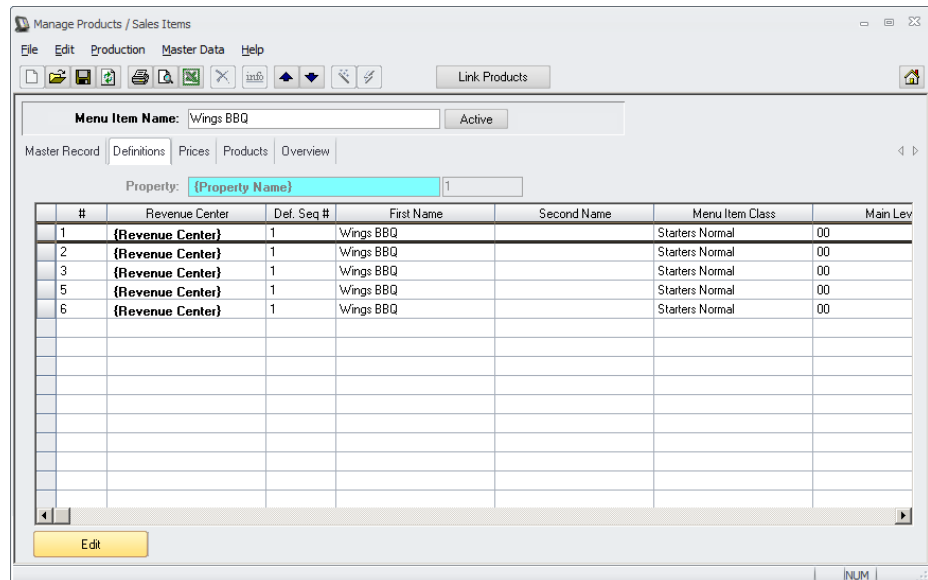 Manage Products / Sales Items
File Edit Production Master Data Help
info Link Products
Menu Item Name: Wings BBQ Active
Master Record Definitions Prices Products Overview
Property: {Property Name} 1
# Revenue Center Def. Seq # First Name Second Name Menu Item Class Main Lev
1 {Revenue Center} 1 Wings BBQ Starters Normal 00
2 {Revenue Center} 1 Wings BBQ Starters Normal 00
3 {Revenue Center} 1 Wings BBQ Starters Normal 00
5 {Revenue Center} 1 Wings BBQ Starters Normal 00
6 {Revenue Center} 1 Wings BBQ Starters Normal 00
Edit
NUM